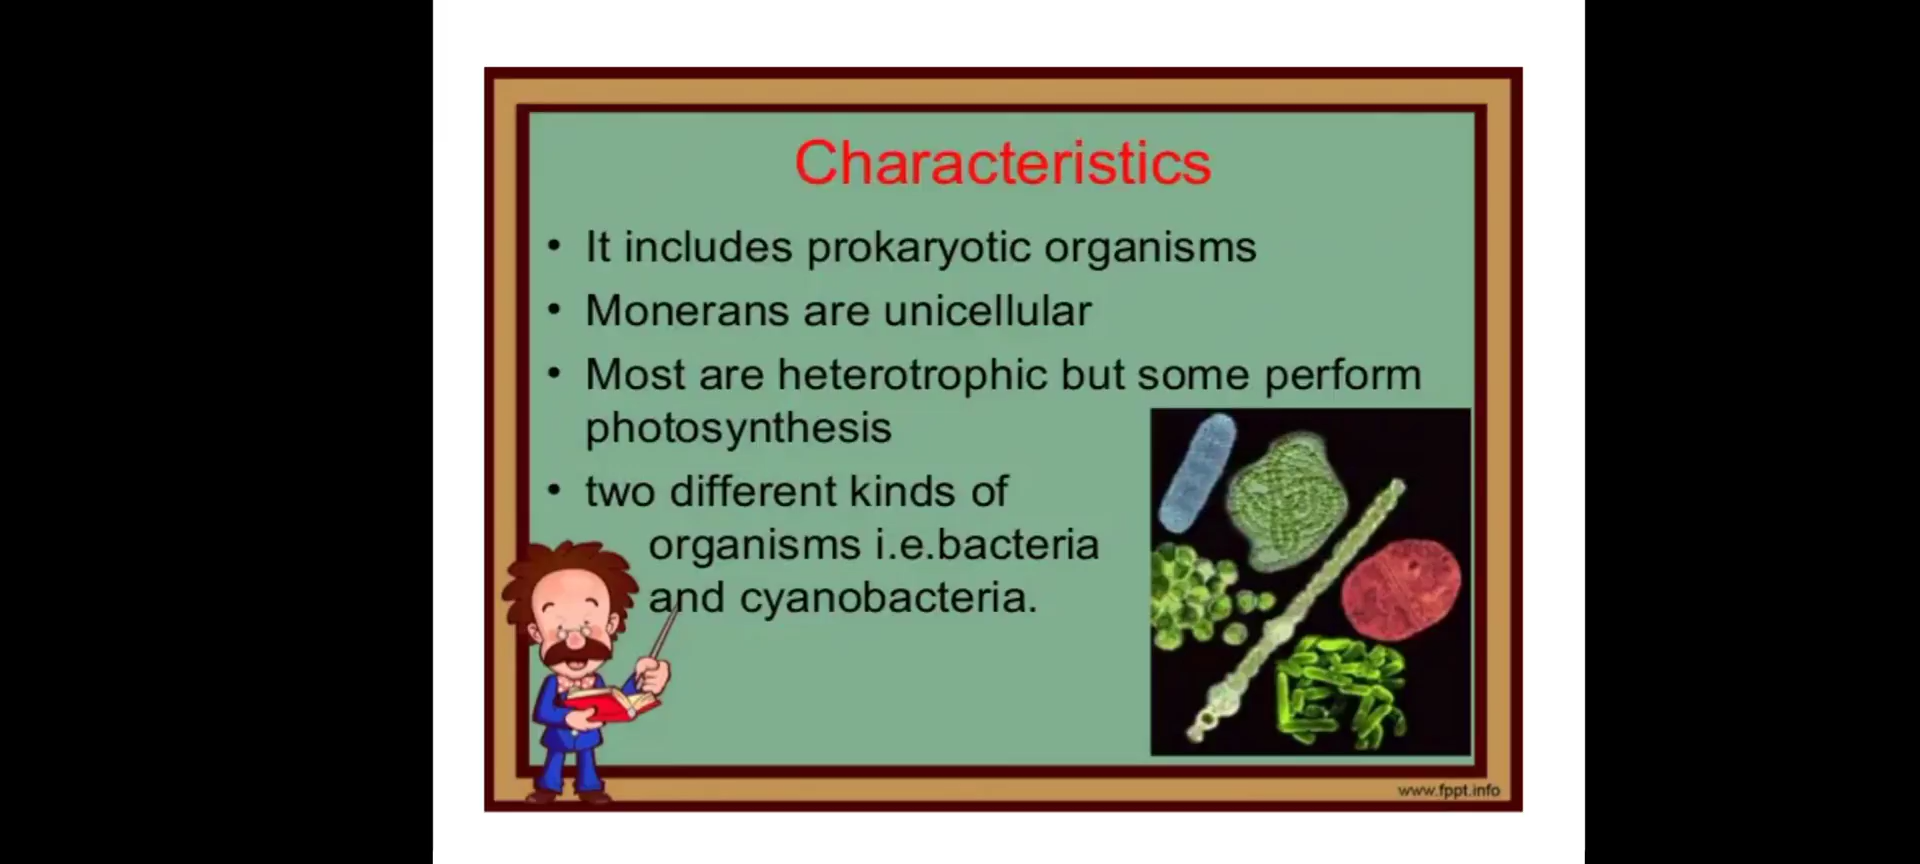 Characteristics
• It includes prokaryotic organisms
• Monerans are unicellular
• Most are heterotrophic but some perform
photosynthesis
• two different kinds of
organisms i.e.bacteria
and cyanobacteria.
www.fppt.info